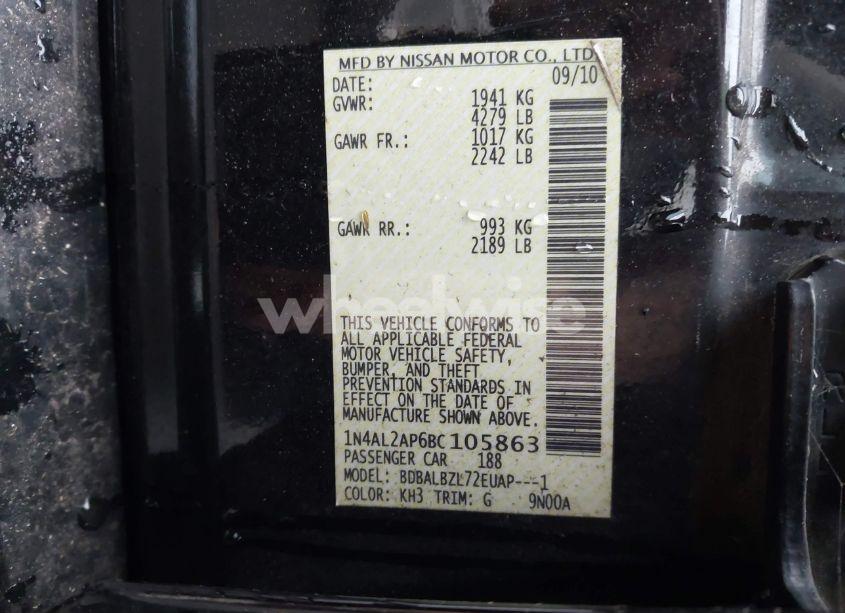 MFD BY NISSAN MOTOR CO., LTD
DATE: 09/10
GVWR: 1941 KG
4279 LB
GAWR FR.: 1017 KG
2242 LB
GAWR RR.: 993 KG
2189 LB
wheelwise
THIS VEHICLE CONFORMS TO
ALL APPLICABLE FEDERAL
MOTOR VEHICLE SAFETY,
BUMPER, AND THEFT
PREVENTION STANDARDS IN
EFFECT ON THE DATE OF
MANUFACTURE SHOWN ABOVE.
1N4AL2AP6BC105863
PASSENGER CAR 188
MODEL: BDBALBZL72EUAP---1
COLOR: KH3 TRIM: G 9N00A